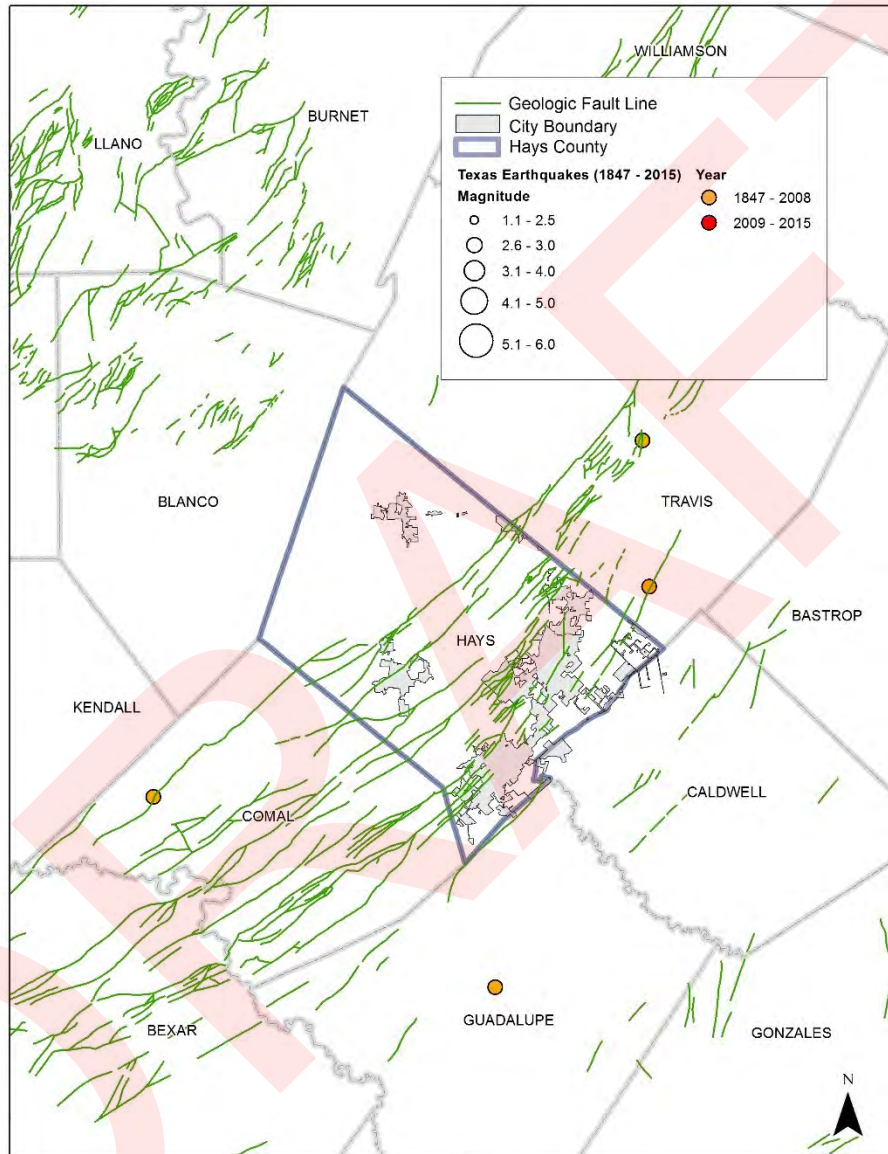 WILLIAMSON
Geologic Fault Line
City Boundary
Hays County
Texas Earthquakes (1847 - 2015) Year
Magnitude
1.1 - 2.5
2.6 - 3.0
3.1 - 4.0
4.1 - 5.0
5.1 - 6.0
1847 - 2008
2009 - 2015
BURNET
LLANO
BLANCO
TRAVIS
BASTROP
HAYS
KENDALL
CALDWELL
COMAL
GUADALUPE
BEXAR
GONZALES
N
DRAFT